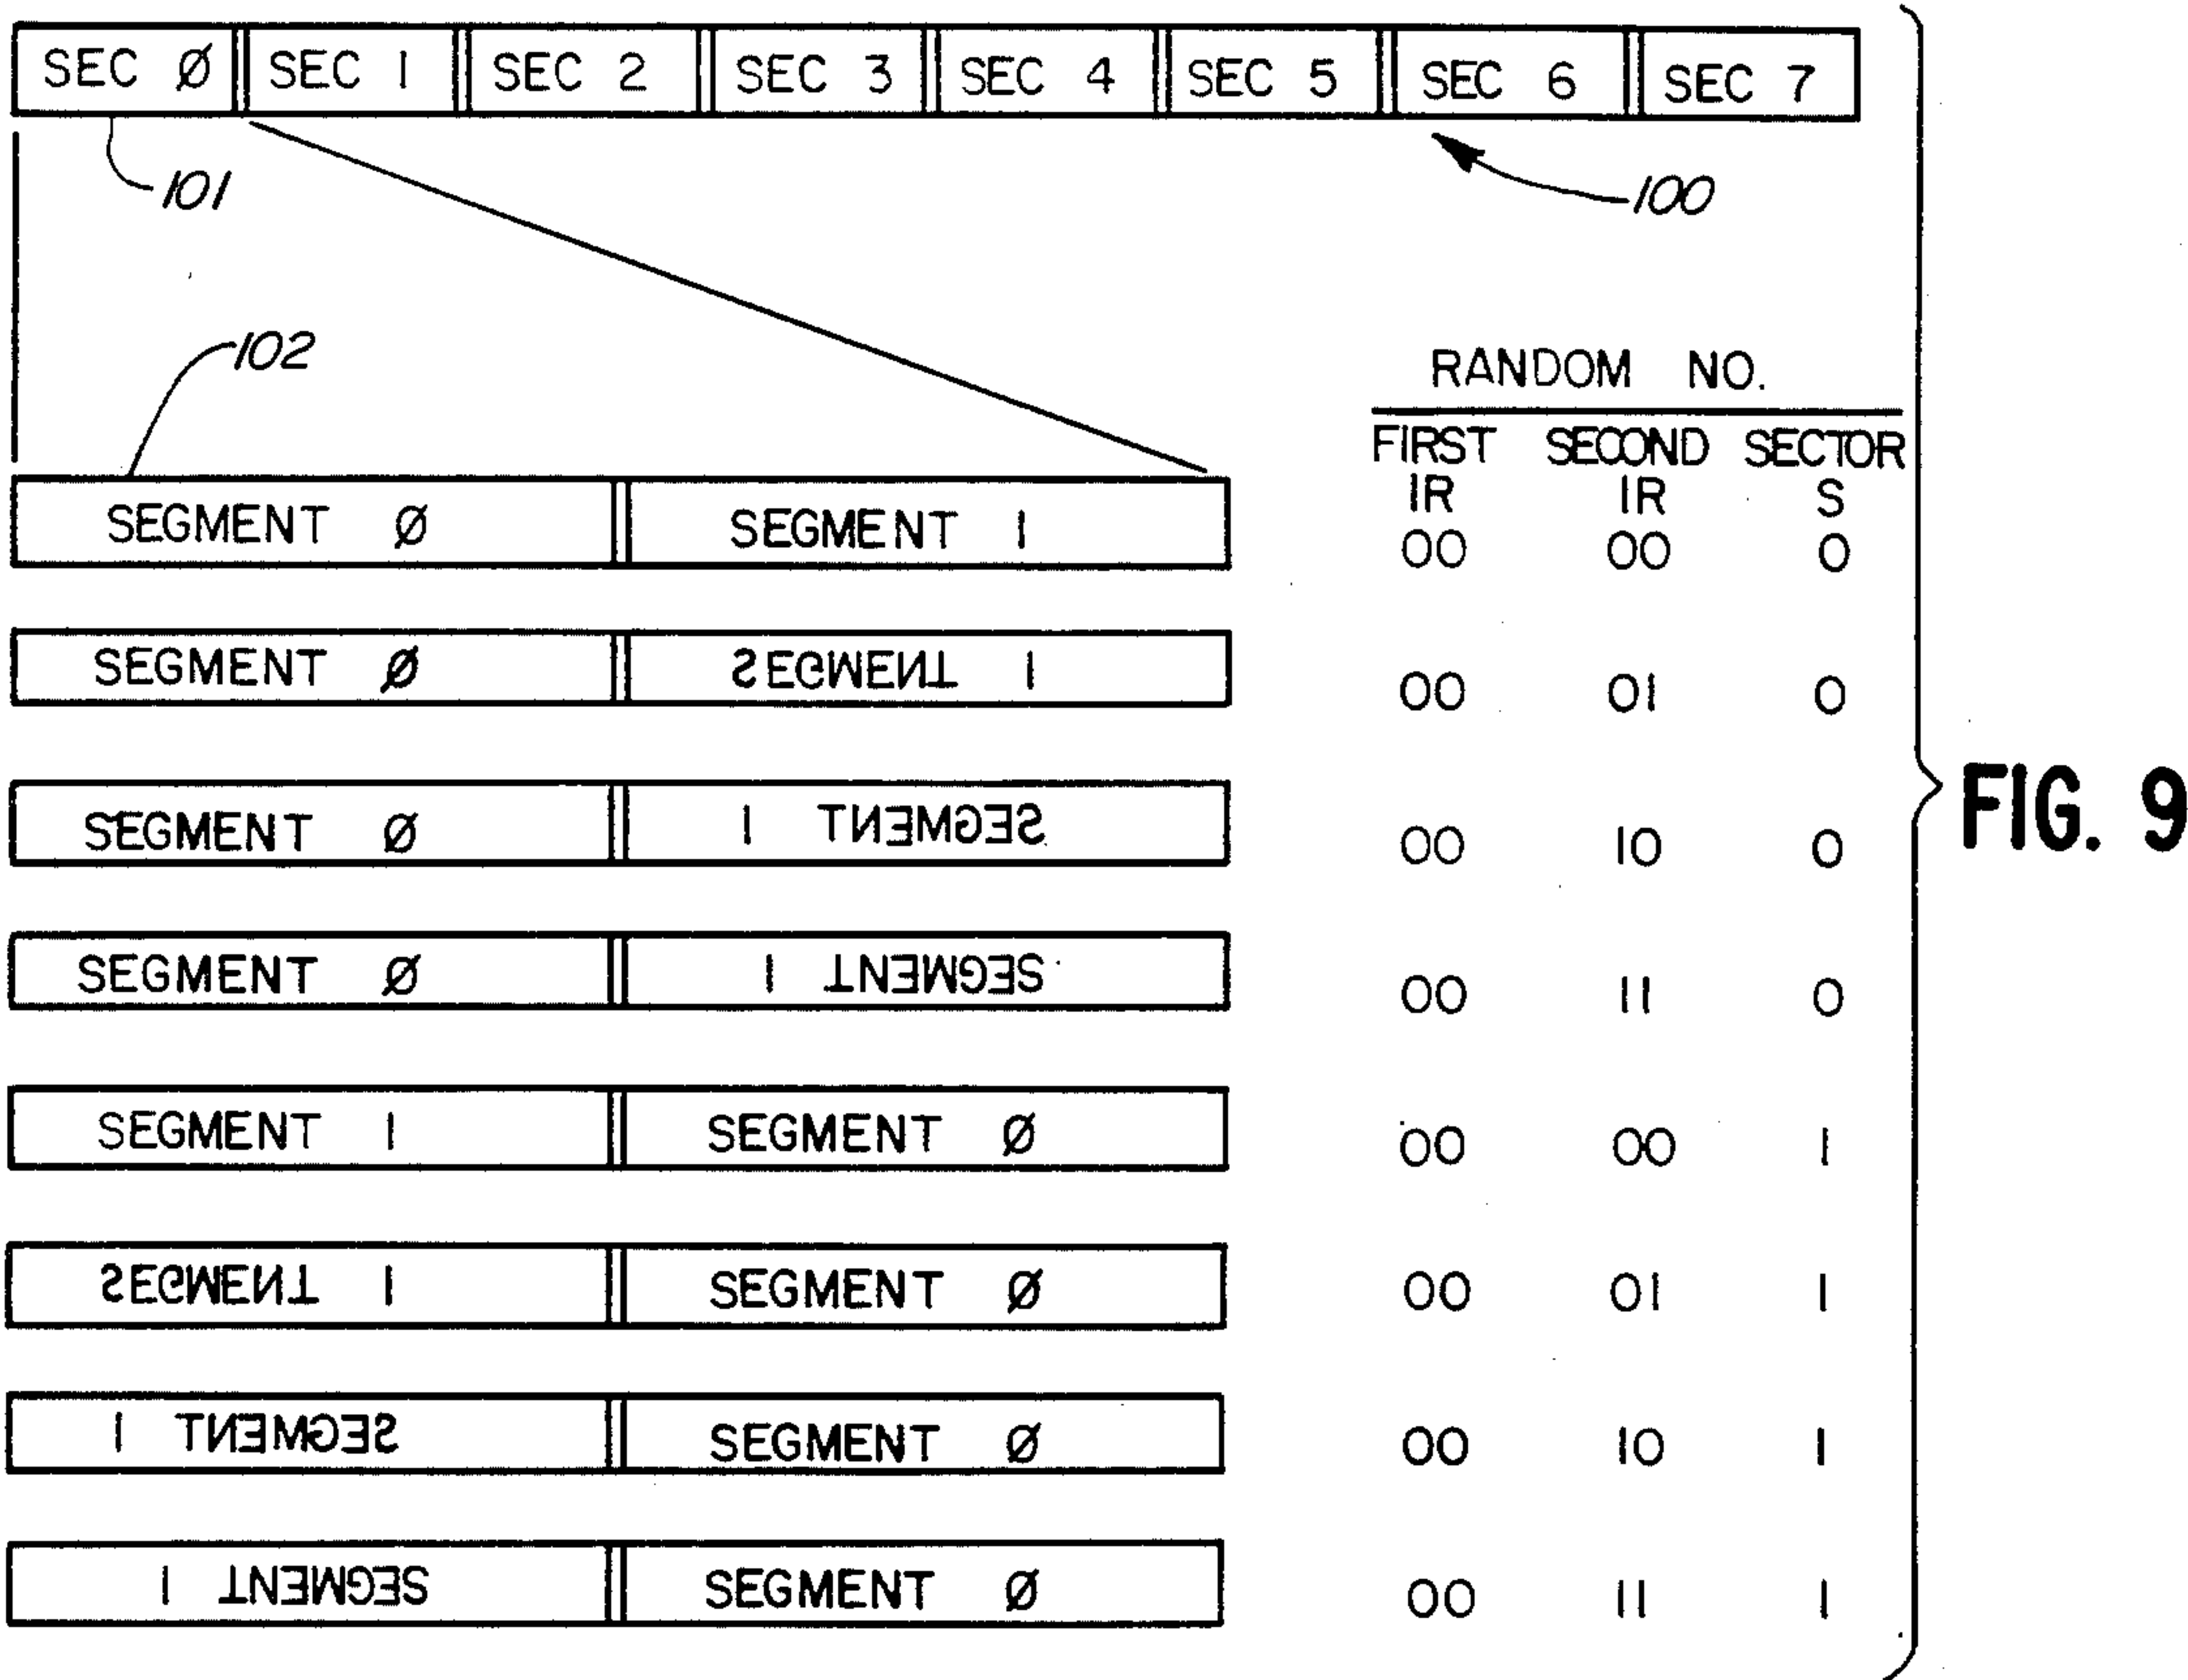 SEC Ø SEC 1 SEC 2 SEC 3 SEC 4 SEC 5 SEC 6 SEC 7
101
100
102
RANDOM NO.
FIRST SECOND SECTOR
IR IR S
SEGMENT Ø SEGMENT 1 00 00 0
SEGMENT Ø SEGMENT 1 00 01 0
SEGMENT Ø 1 SEGMENT 00 10 0
SEGMENT Ø 1 SEGMENT 00 11 0
SEGMENT 1 SEGMENT Ø 00 00 1
SEGMENT 1 SEGMENT Ø 00 01 1
1 SEGMENT SEGMENT Ø 00 10 1
1 SEGMENT SEGMENT Ø 00 11 1
FIG. 9